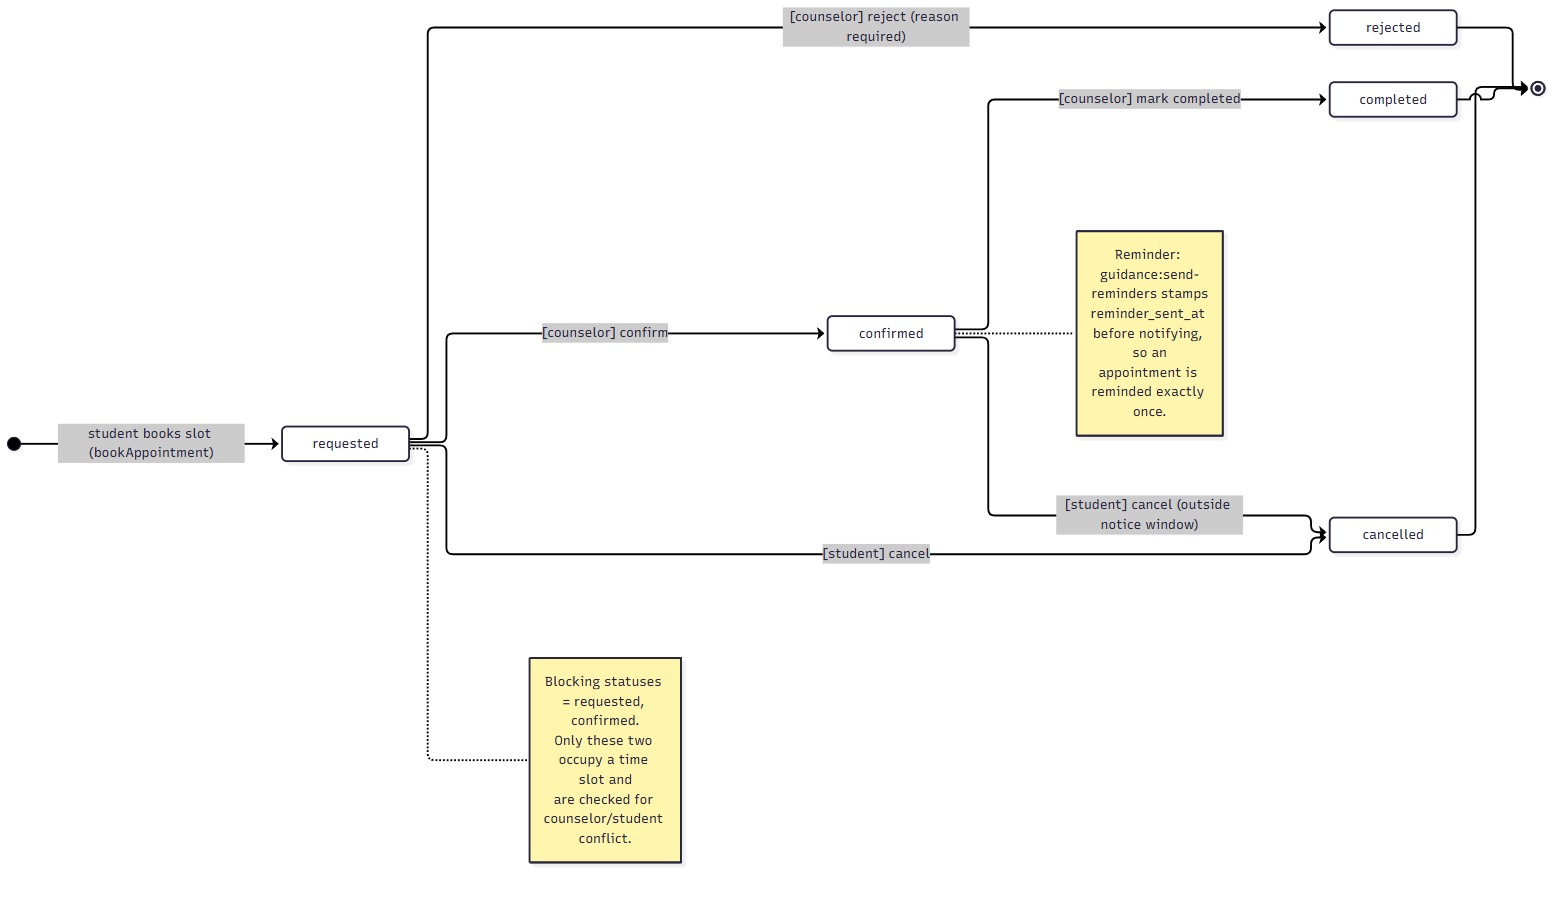 [counselor] reject (reason
required)
rejected
[counselor] mark completed
completed
Reminder:
guidance:send-
reminders stamps
reminder_sent_at
before notifying,
so an
appointment is
reminded exactly
once.
[counselor] confirm
confirmed
student books slot
(bookAppointment)
requested
[student] cancel (outside
notice window)
cancelled
[student] cancel
Blocking statuses
= requested,
confirmed.
Only these two
occupy a time
slot and
are checked for
counselor/student
conflict.